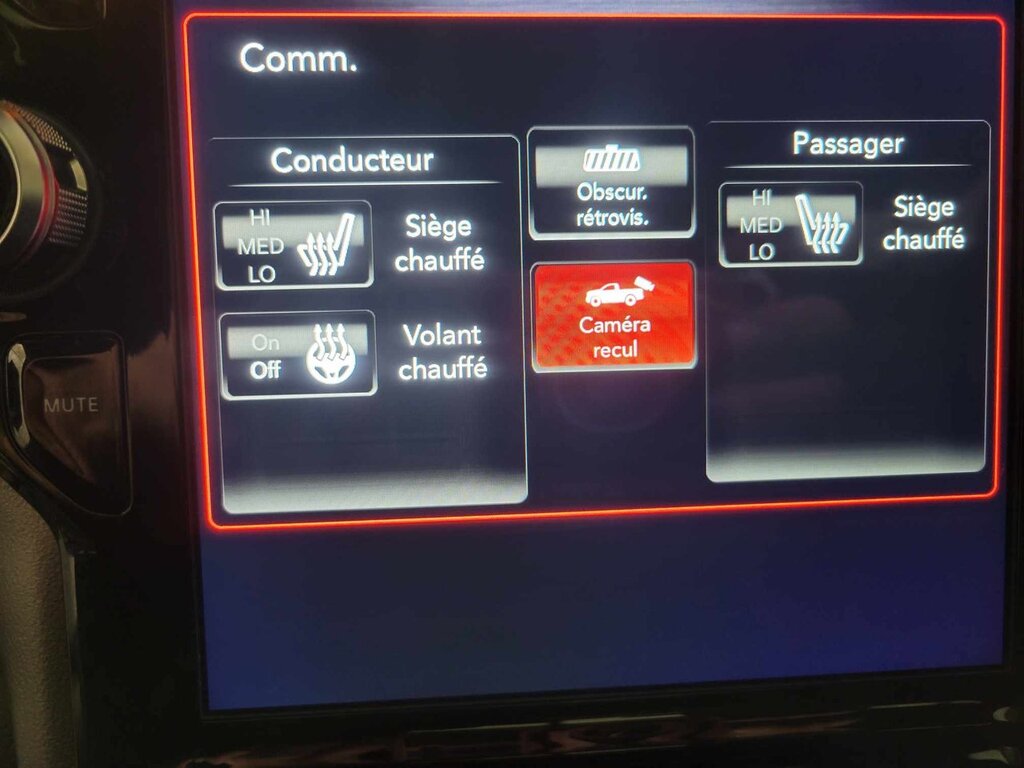 Comm.
Conducteur
HI
MED
LO
Siège
chauffé
On
Off
Volant
chauffé
Obscur.
rétrovis.
Caméra
recul
Passager
HI
MED
LO
Siège
chauffé
MUTE